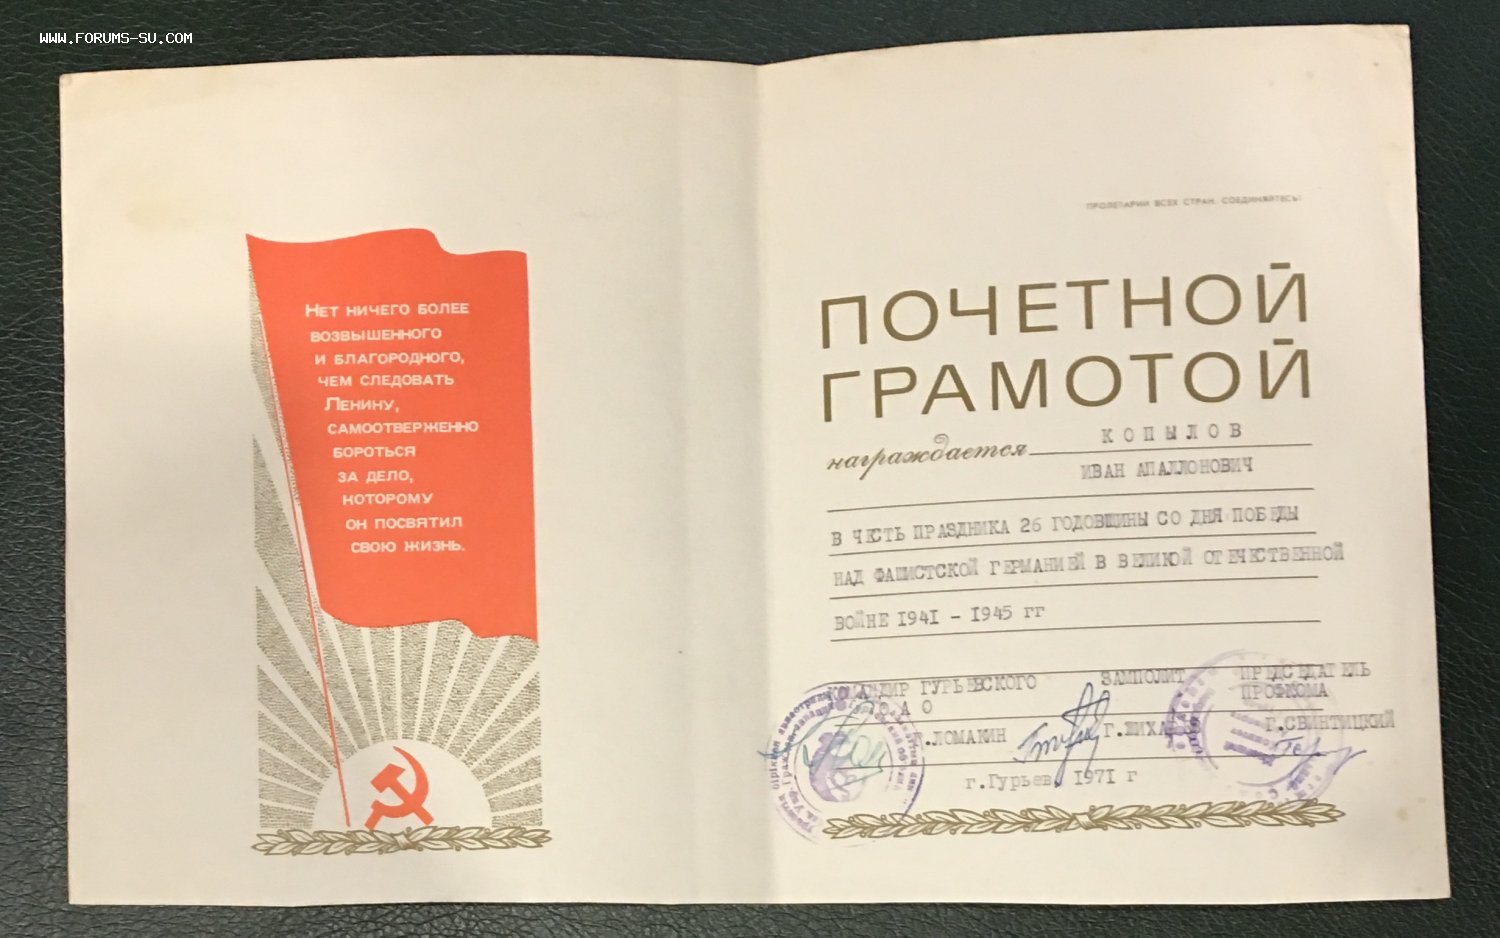 WWW.FORUMS-SU.COM
Нет ничего более
возвышенного
и благородного,
чем следовать
Ленину,
самоотверженно
бороться
за дело,
которому
он посвятил
свою жизнь.
ПРОЛЕТАРИИ ВСЕХ СТРАН, СОЕДИНЯЙТЕСЬ!
ПОЧЕТНОЙ
ГРАМОТОЙ
награждается КОПЫЛОВ
ИВАН АПАЛЛОНОВИЧ
В ЧЕСТЬ ПРАЗДНИКА 26 ГОДОВЩИНЫ СО ДНЯ ПОБЕДЫ
НАД ФАШИСТСКОЙ ГЕРМАНИЕЙ В ВЕЛИКОЙ ОТЕЧЕСТВЕННОЙ
ВОЙНЕ 1941 - 1945 гг
КОМАНДИР ГУРЬЕВСКОГО ЗАМПОЛИТ ПРЕДСЕДАТЕЛЬ
О.А О ПРОФКОМА
ЛОМАКИН Г.СВИНТИЦКИЙ
г.Гурьев, 1971 г